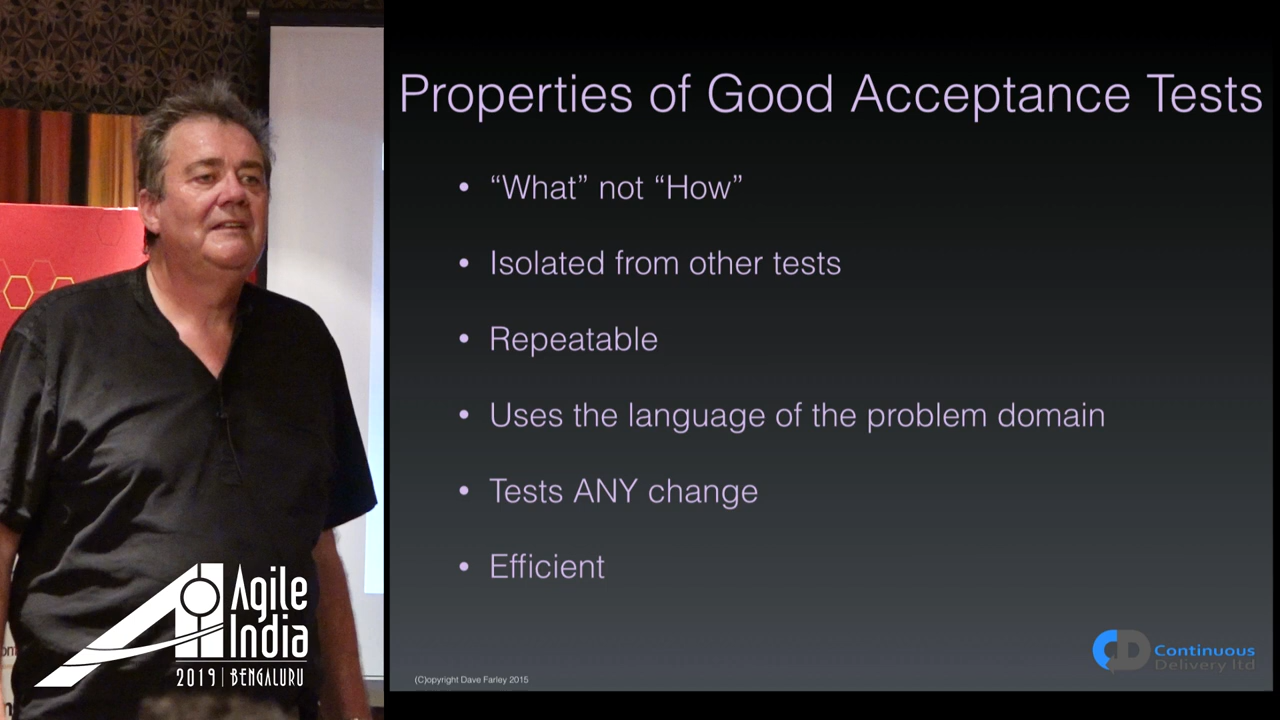 Properties of Good Acceptance Tests
• “What” not “How”
• Isolated from other tests
• Repeatable
• Uses the language of the problem domain
• Tests ANY change
• Efficient
(C)opyright Dave Farley 2015
CD Continuous
Delivery ltd
Agile
India
2019 | BENGALURU